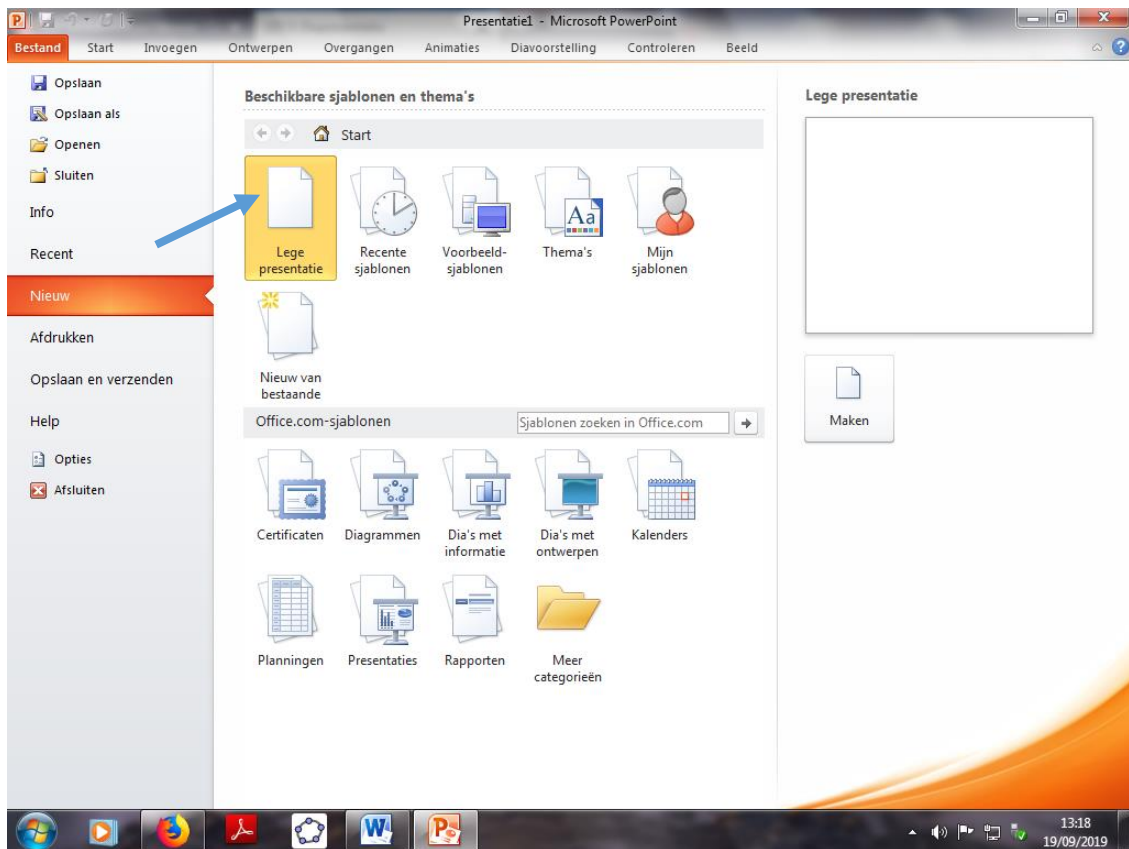 Presentatie1 - Microsoft PowerPoint
Bestand Start Invoegen Ontwerpen Overgangen Animaties Diavoorstelling Controleren Beeld
Opslaan
Opslaan als
Openen
Sluiten
Info
Recent
Nieuw
Afdrukken
Opslaan en verzenden
Help
Opties
Afsluiten
Beschikbare sjablonen en thema's
Start
Lege
presentatie
Recente
sjablonen
Voorbeeld-
sjablonen
Aa
Thema's
Mijn
sjablonen
Nieuw van
bestaande
Office.com-sjablonen
Sjablonen zoeken in Office.com
Certificaten
Diagrammen
Dia's met
informatie
Dia's met
ontwerpen
Kalenders
Planningen
Presentaties
Rapporten
Meer
categorieën
Lege presentatie
Maken
13:18
19/09/2019